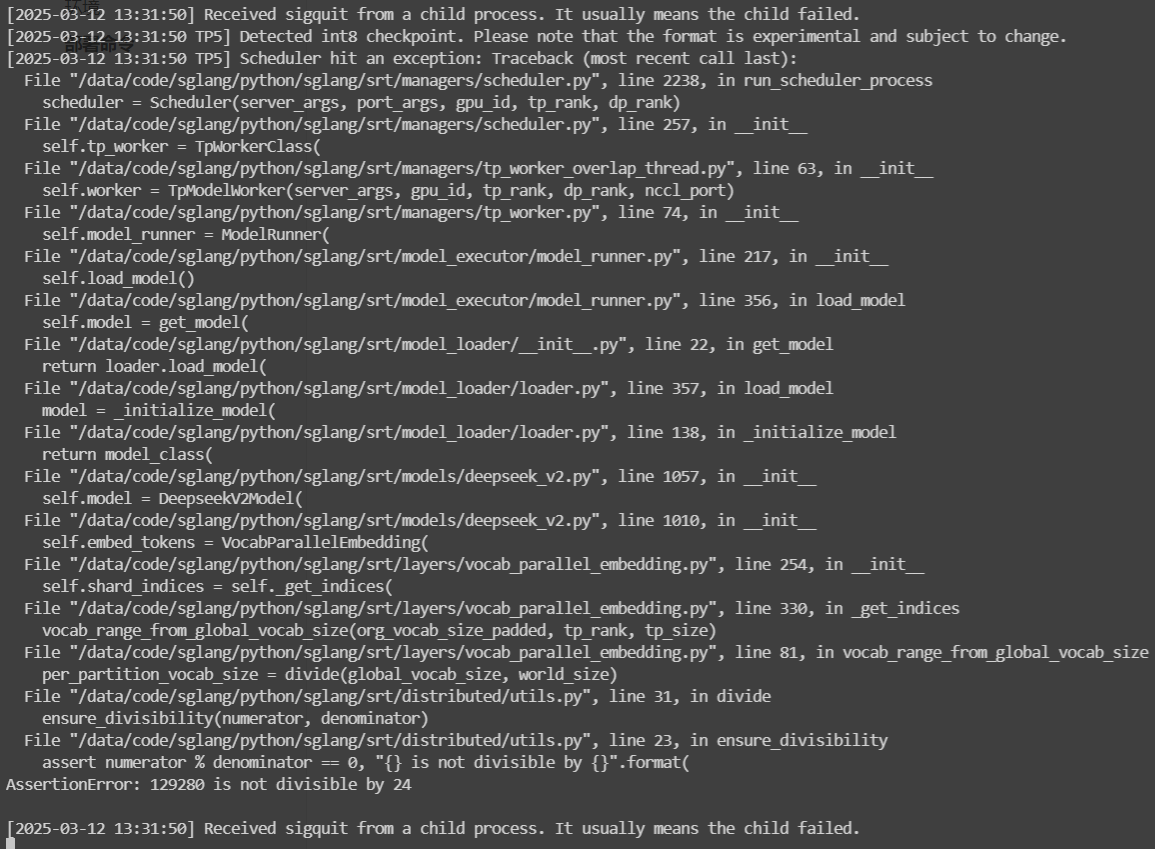 环境
[2025-03-12 13:31:50] Received sigquit from a child process. It usually means the child failed.
部署命令
[2025-03-12 13:31:50 TP5] Detected int8 checkpoint. Please note that the format is experimental and subject to change.
[2025-03-12 13:31:50 TP5] Scheduler hit an exception: Traceback (most recent call last):
  File "/data/code/sglang/python/sglang/srt/managers/scheduler.py", line 2238, in run_scheduler_process
    scheduler = Scheduler(server_args, port_args, gpu_id, tp_rank, dp_rank)
  File "/data/code/sglang/python/sglang/srt/managers/scheduler.py", line 257, in __init__
    self.tp_worker = TpWorkerClass(
  File "/data/code/sglang/python/sglang/srt/managers/tp_worker_overlap_thread.py", line 63, in __init__
    self.worker = TpModelWorker(server_args, gpu_id, tp_rank, dp_rank, nccl_port)
  File "/data/code/sglang/python/sglang/srt/managers/tp_worker.py", line 74, in __init__
    self.model_runner = ModelRunner(
  File "/data/code/sglang/python/sglang/srt/model_executor/model_runner.py", line 217, in __init__
    self.load_model()
  File "/data/code/sglang/python/sglang/srt/model_executor/model_runner.py", line 356, in load_model
    self.model = get_model(
  File "/data/code/sglang/python/sglang/srt/model_loader/__init__.py", line 22, in get_model
    return loader.load_model(
  File "/data/code/sglang/python/sglang/srt/model_loader/loader.py", line 357, in load_model
    model = _initialize_model(
  File "/data/code/sglang/python/sglang/srt/model_loader/loader.py", line 138, in _initialize_model
    return model_class(
  File "/data/code/sglang/python/sglang/srt/models/deepseek_v2.py", line 1057, in __init__
    self.model = DeepseekV2Model(
  File "/data/code/sglang/python/sglang/srt/models/deepseek_v2.py", line 1010, in __init__
    self.embed_tokens = VocabParallelEmbedding(
  File "/data/code/sglang/python/sglang/srt/layers/vocab_parallel_embedding.py", line 254, in __init__
    self.shard_indices = self._get_indices(
  File "/data/code/sglang/python/sglang/srt/layers/vocab_parallel_embedding.py", line 330, in _get_indices
    vocab_range_from_global_vocab_size(org_vocab_size_padded, tp_rank, tp_size)
  File "/data/code/sglang/python/sglang/srt/layers/vocab_parallel_embedding.py", line 81, in vocab_range_from_global_vocab_size
    per_partition_vocab_size = divide(global_vocab_size, world_size)
  File "/data/code/sglang/python/sglang/srt/distributed/utils.py", line 31, in divide
    ensure_divisibility(numerator, denominator)
  File "/data/code/sglang/python/sglang/srt/distributed/utils.py", line 23, in ensure_divisibility
    assert numerator % denominator == 0, "{} is not divisible by {}".format(
AssertionError: 129280 is not divisible by 24
[2025-03-12 13:31:50] Received sigquit from a child process. It usually means the child failed.